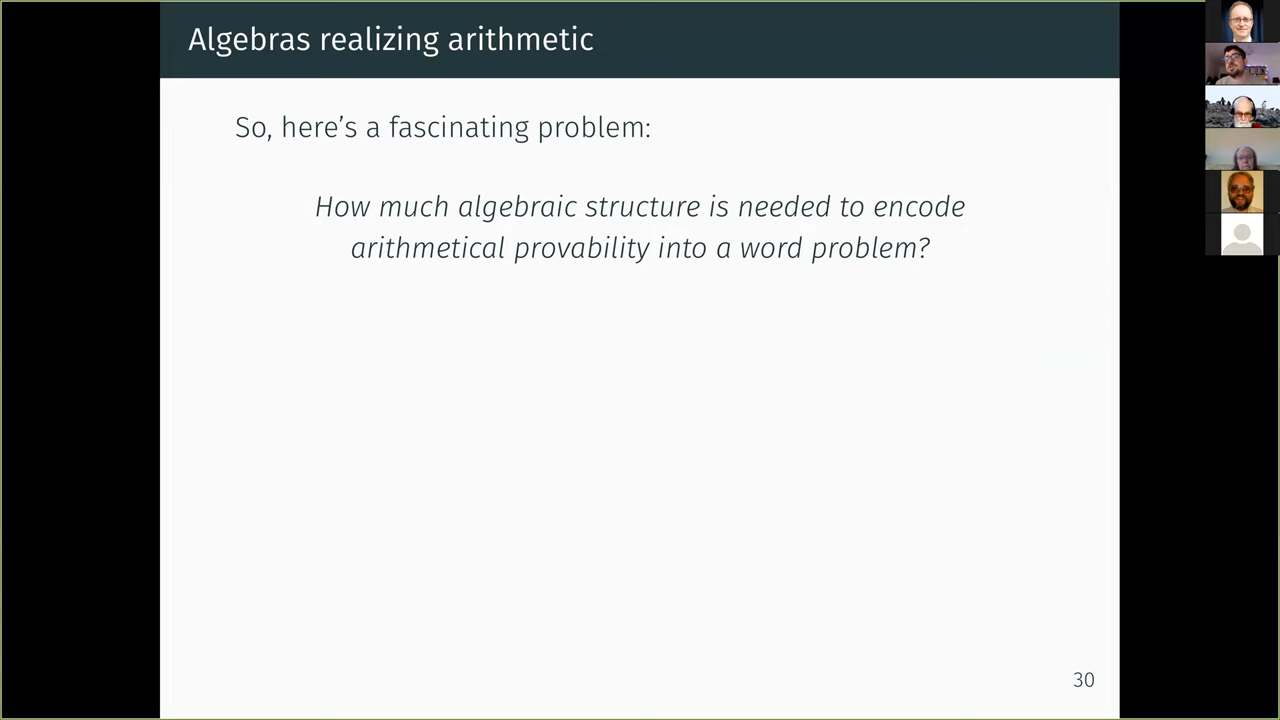 Algebras realizing arithmetic
So, here's a fascinating problem:
How much algebraic structure is needed to encode
arithmetical provability into a word problem?
30